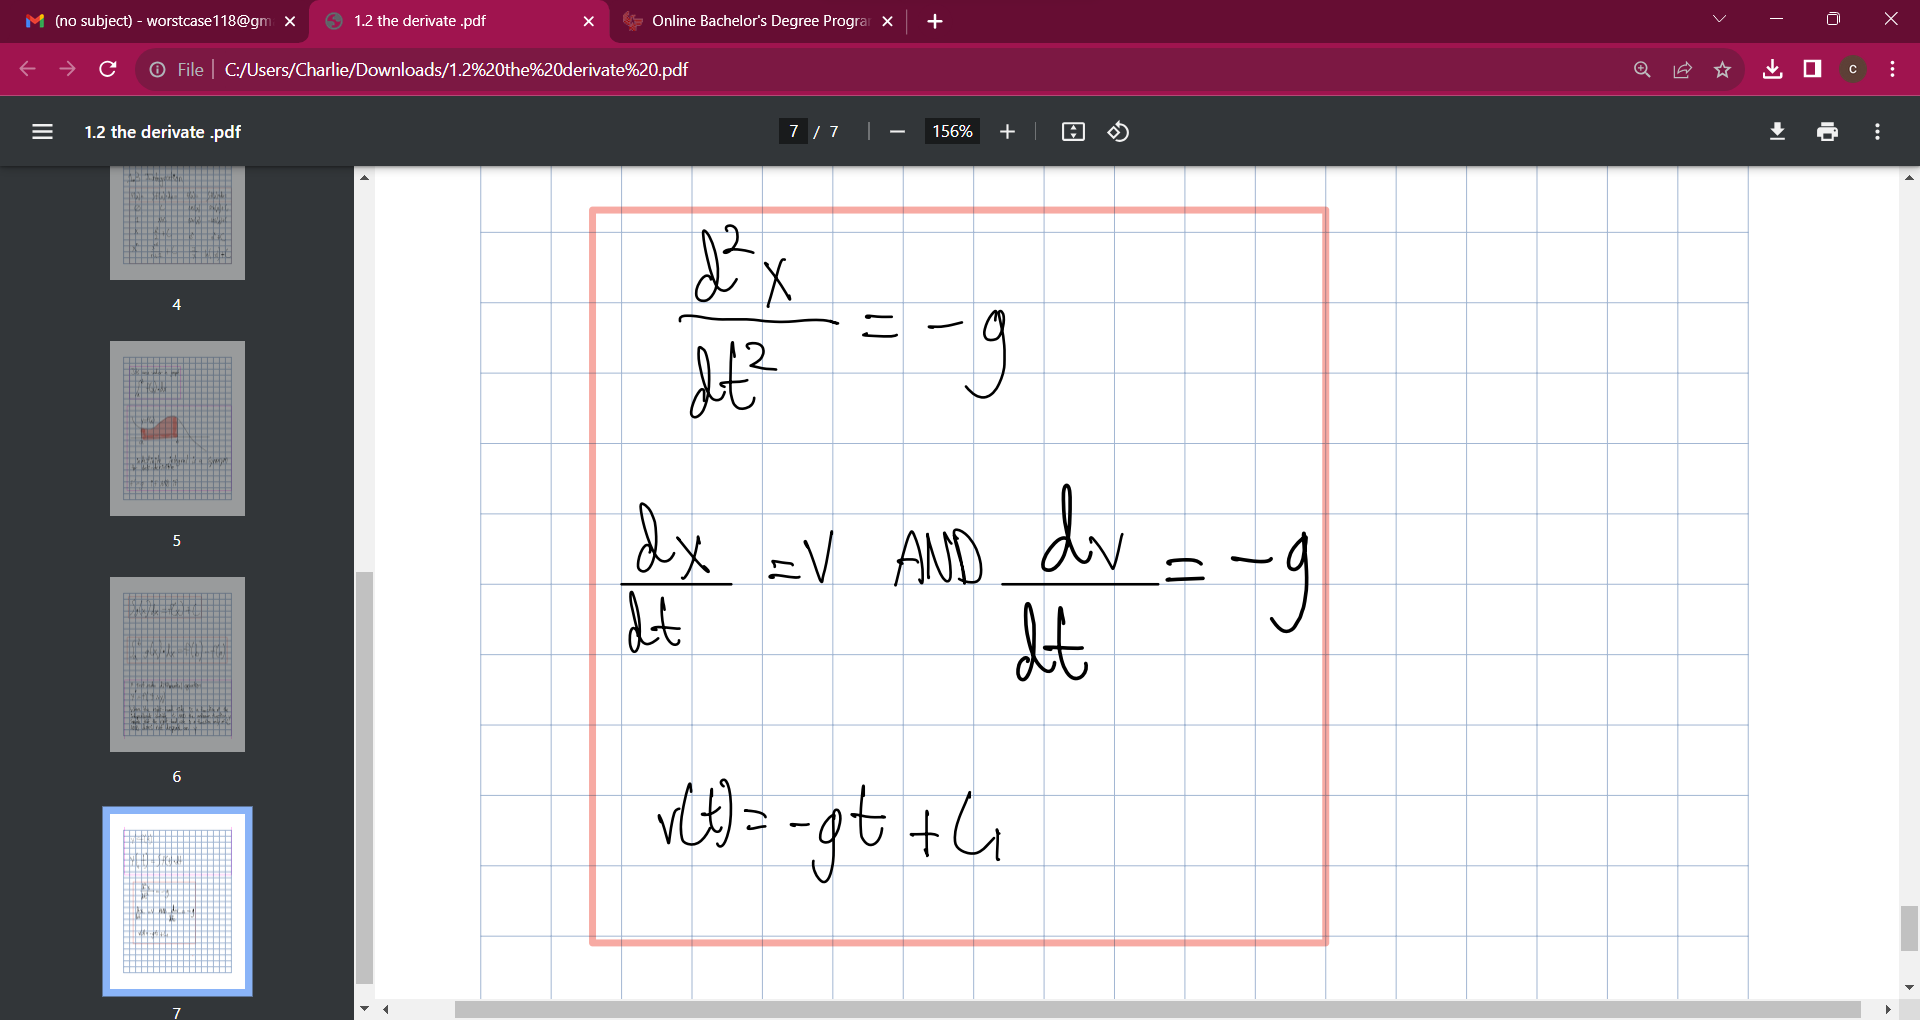 (no subject) - worstcase118@gm
1.2 the derivate .pdf
Online Bachelor's Degree Progra
File
C:/Users/Charlie/Downloads/1.2%20the%20derivate%20.pdf
c
1.2 the derivate .pdf
7 / 7
156%
4
5
6
7
d²x
dt² = -g
dx/dt = v AND dv/dt = -g
v(t) = -gt + C₁